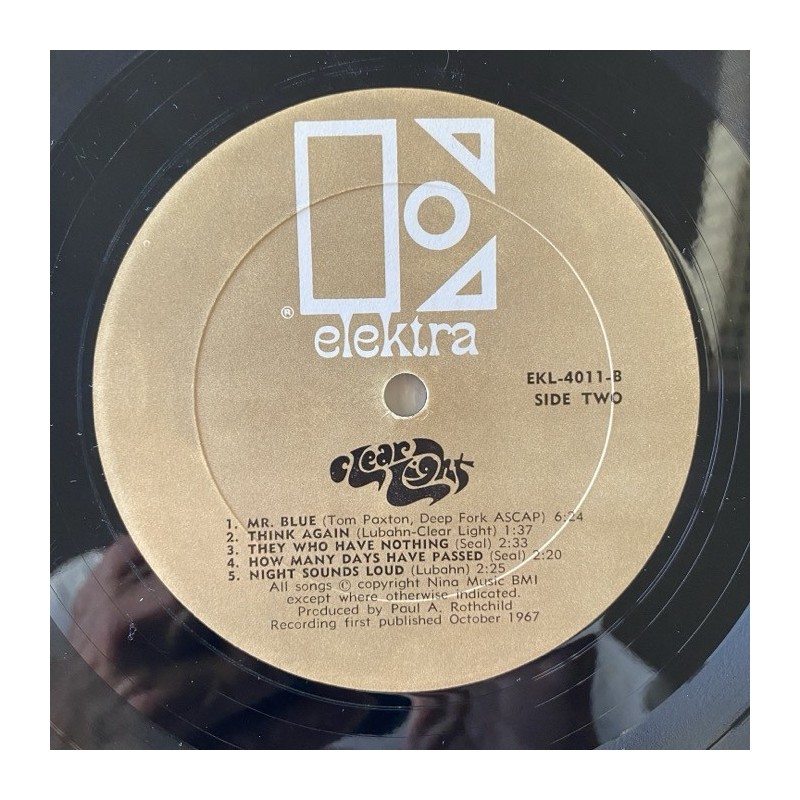 ®
elektra
EKL-4011-B
SIDE TWO
Clear Light
1. MR. BLUE (Tom Paxton, Deep Fork ASCAP) 6:24
2. THINK AGAIN (Lubahn-Clear Light) 1:37
3. THEY WHO HAVE NOTHING (Seal) 2:33
4. HOW MANY DAYS HAVE PASSED (Seal) 2:20
5. NIGHT SOUNDS LOUD (Lubahn) 2:25
All songs © copyright Nina Music BMI
except where otherwise indicated.
Produced by Paul A. Rothchild
Recording first published October 1967